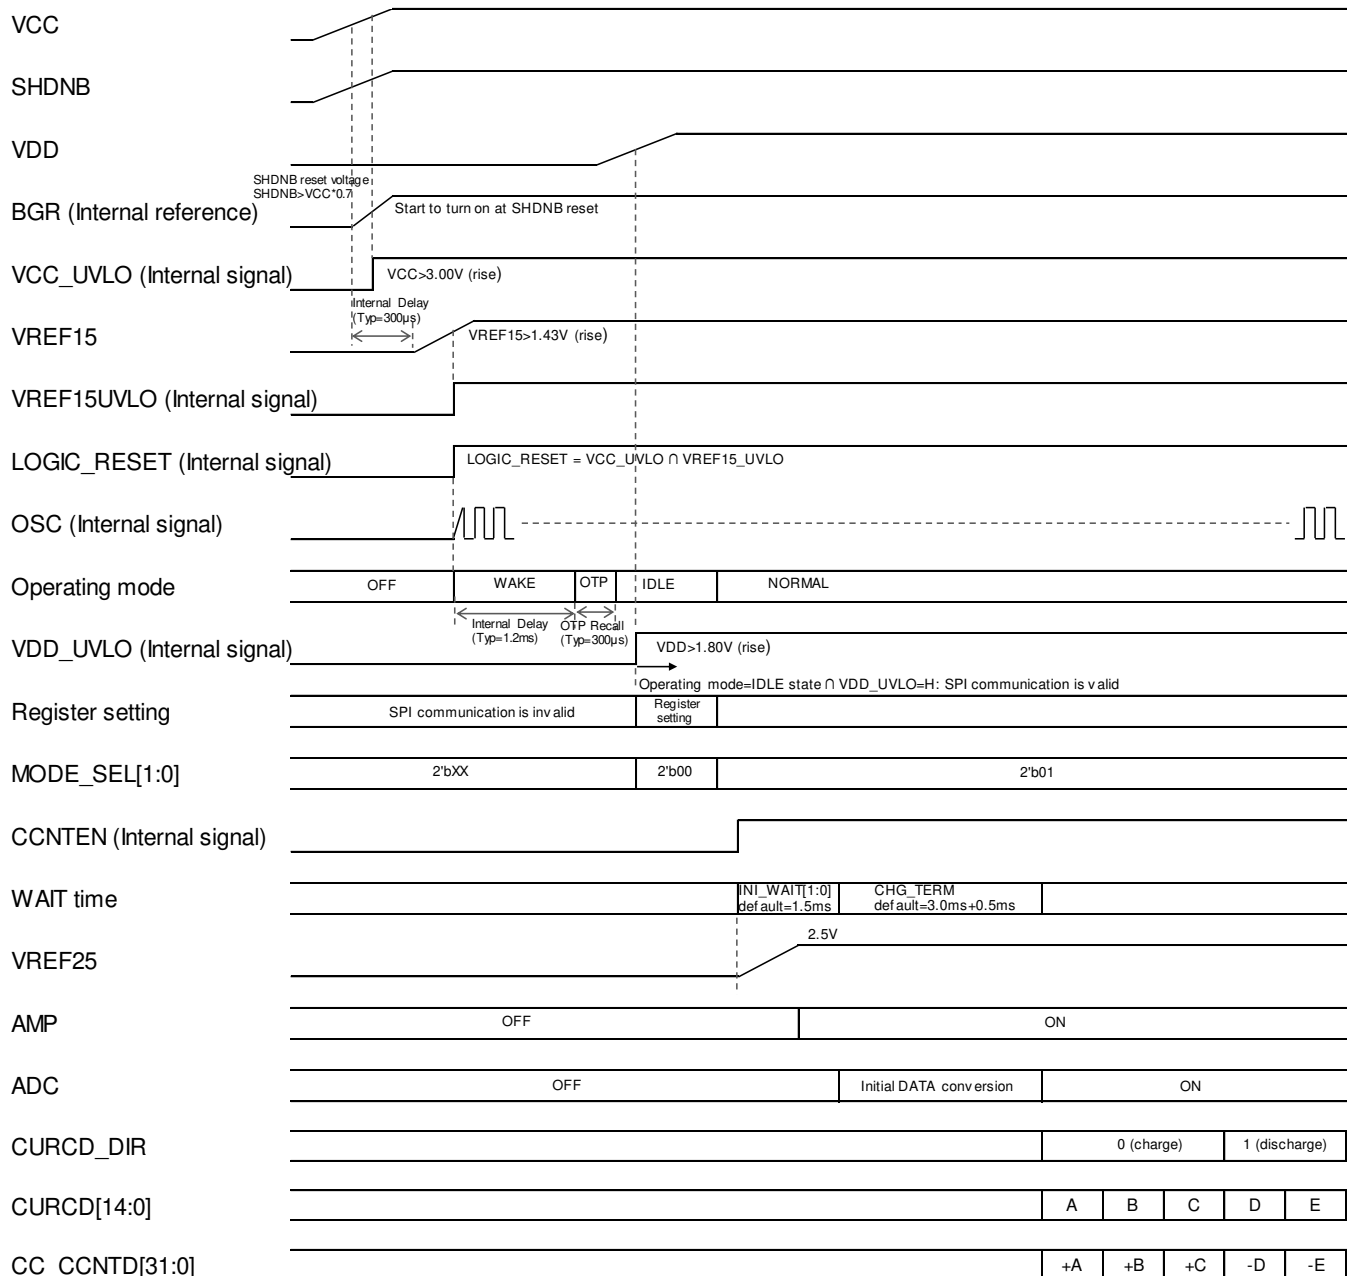 VCC
SHDNB
VDD
SHDNB reset voltage
SHDNB>VCC*0.7
BGR (Internal reference)
Start to turn on at SHDNB reset
VCC_UVLO (Internal signal)
VCC>3.00V (rise)
Internal Delay
(Typ=300μs)
VREF15
VREF15>1.43V (rise)
VREF15UVLO (Internal signal)
LOGIC_RESET (Internal signal)
LOGIC_RESET = VCC_UVLO ∩ VREF15_UVLO
OSC (Internal signal)
Operating mode
OFF
WAKE
OTP
IDLE
NORMAL
Internal Delay
(Typ=1.2ms)
OTP Recall
(Typ=300μs)
VDD_UVLO (Internal signal)
VDD>1.80V (rise)
Operating mode=IDLE state ∩ VDD_UVLO=H: SPI communication is valid
Register setting
SPI communication is invalid
Register
setting
MODE_SEL[1:0]
2'bXX
2'b00
2'b01
CCNTEN (Internal signal)
WAIT time
INI_WAIT[1:0]
default=1.5ms
CHG_TERM
default=3.0ms+0.5ms
VREF25
2.5V
AMP
OFF
ON
ADC
OFF
Initial DATA conversion
ON
CURCD_DIR
0 (charge)
1 (discharge)
CURCD[14:0]
A
B
C
D
E
CC_CCNTD[31:0]
+A
+B
+C
-D
-E